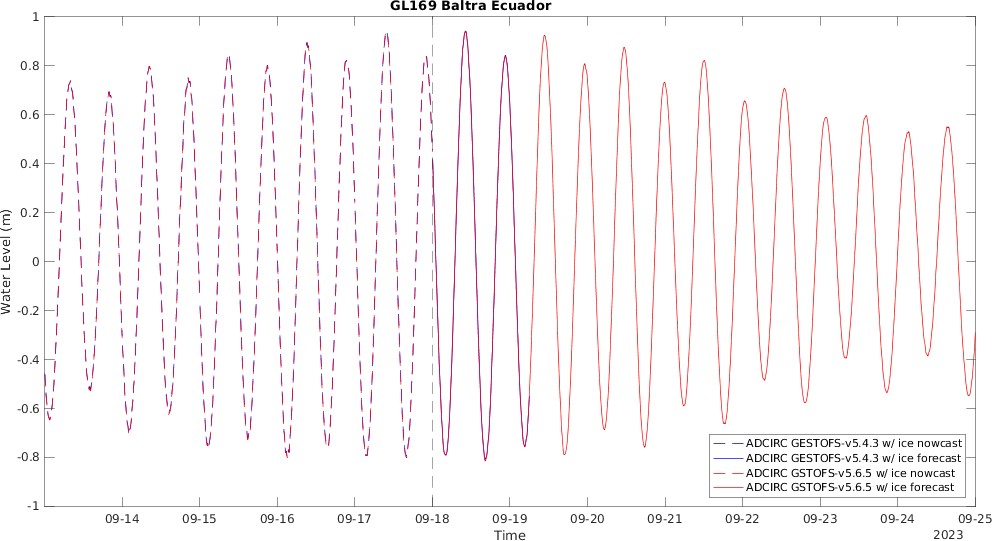 GL169 Baltra Ecuador
1
0.8
0.6
0.4
0.2
0
-0.2
-0.4
-0.6
-0.8
-1
Water Level (m)
ADCIRC GESTOFS-v5.4.3 w/ ice nowcast
ADCIRC GESTOFS-v5.4.3 w/ ice forecast
ADCIRC GSTOFS-v5.6.5 w/ ice nowcast
ADCIRC GSTOFS-v5.6.5 w/ ice forecast
09-14 09-15 09-16 09-17 09-18 09-19 09-20 09-21 09-22 09-23 09-24 09-25
Time
2023